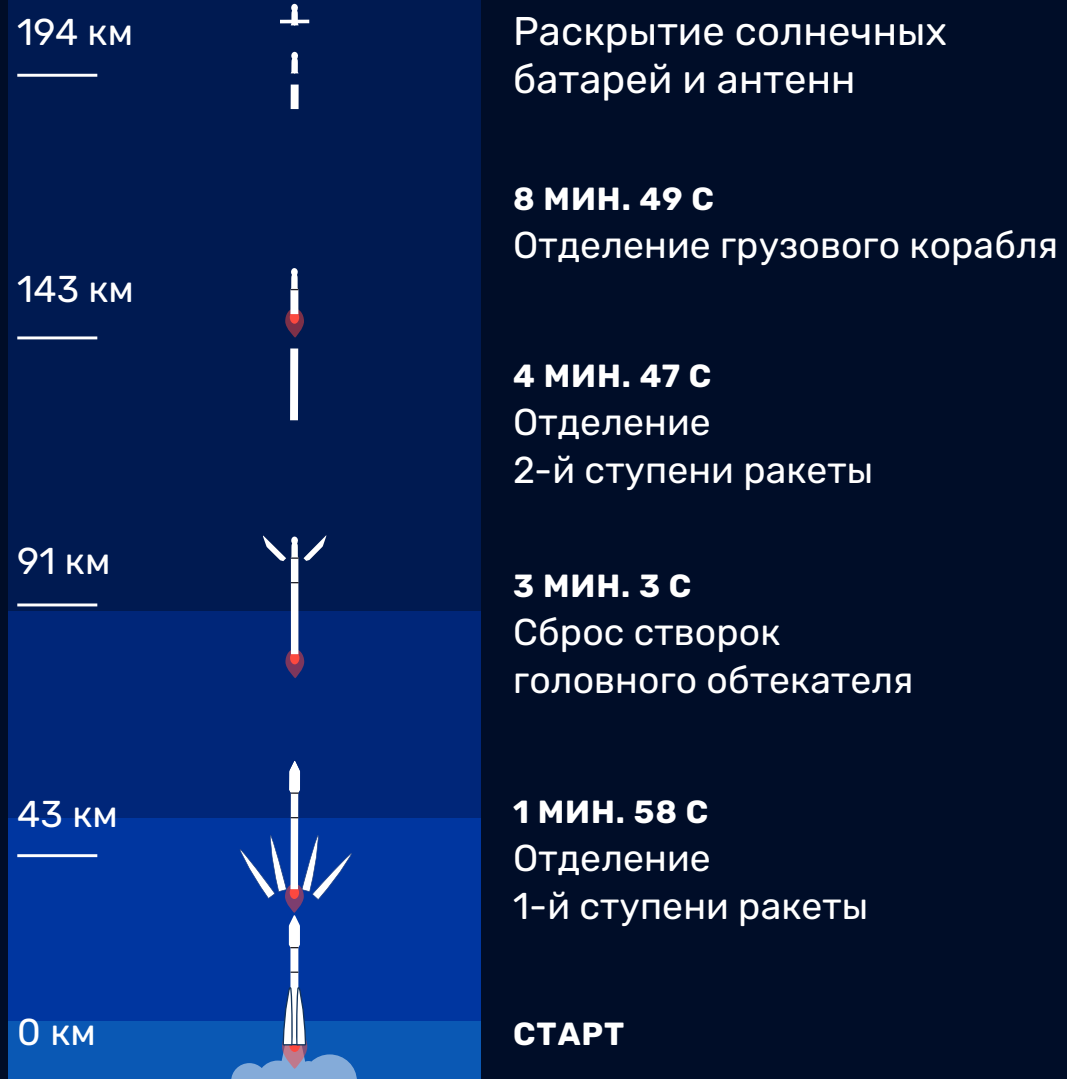 194 км
Раскрытие солнечных
батарей и антенн
8 МИН. 49 С
Отделение грузового корабля
143 км
4 МИН. 47 С
Отделение
2-й ступени ракеты
91 км
3 МИН. 3 С
Сброс створок
головного обтекателя
43 км
1 МИН. 58 С
Отделение
1-й ступени ракеты
0 км
СТАРТ